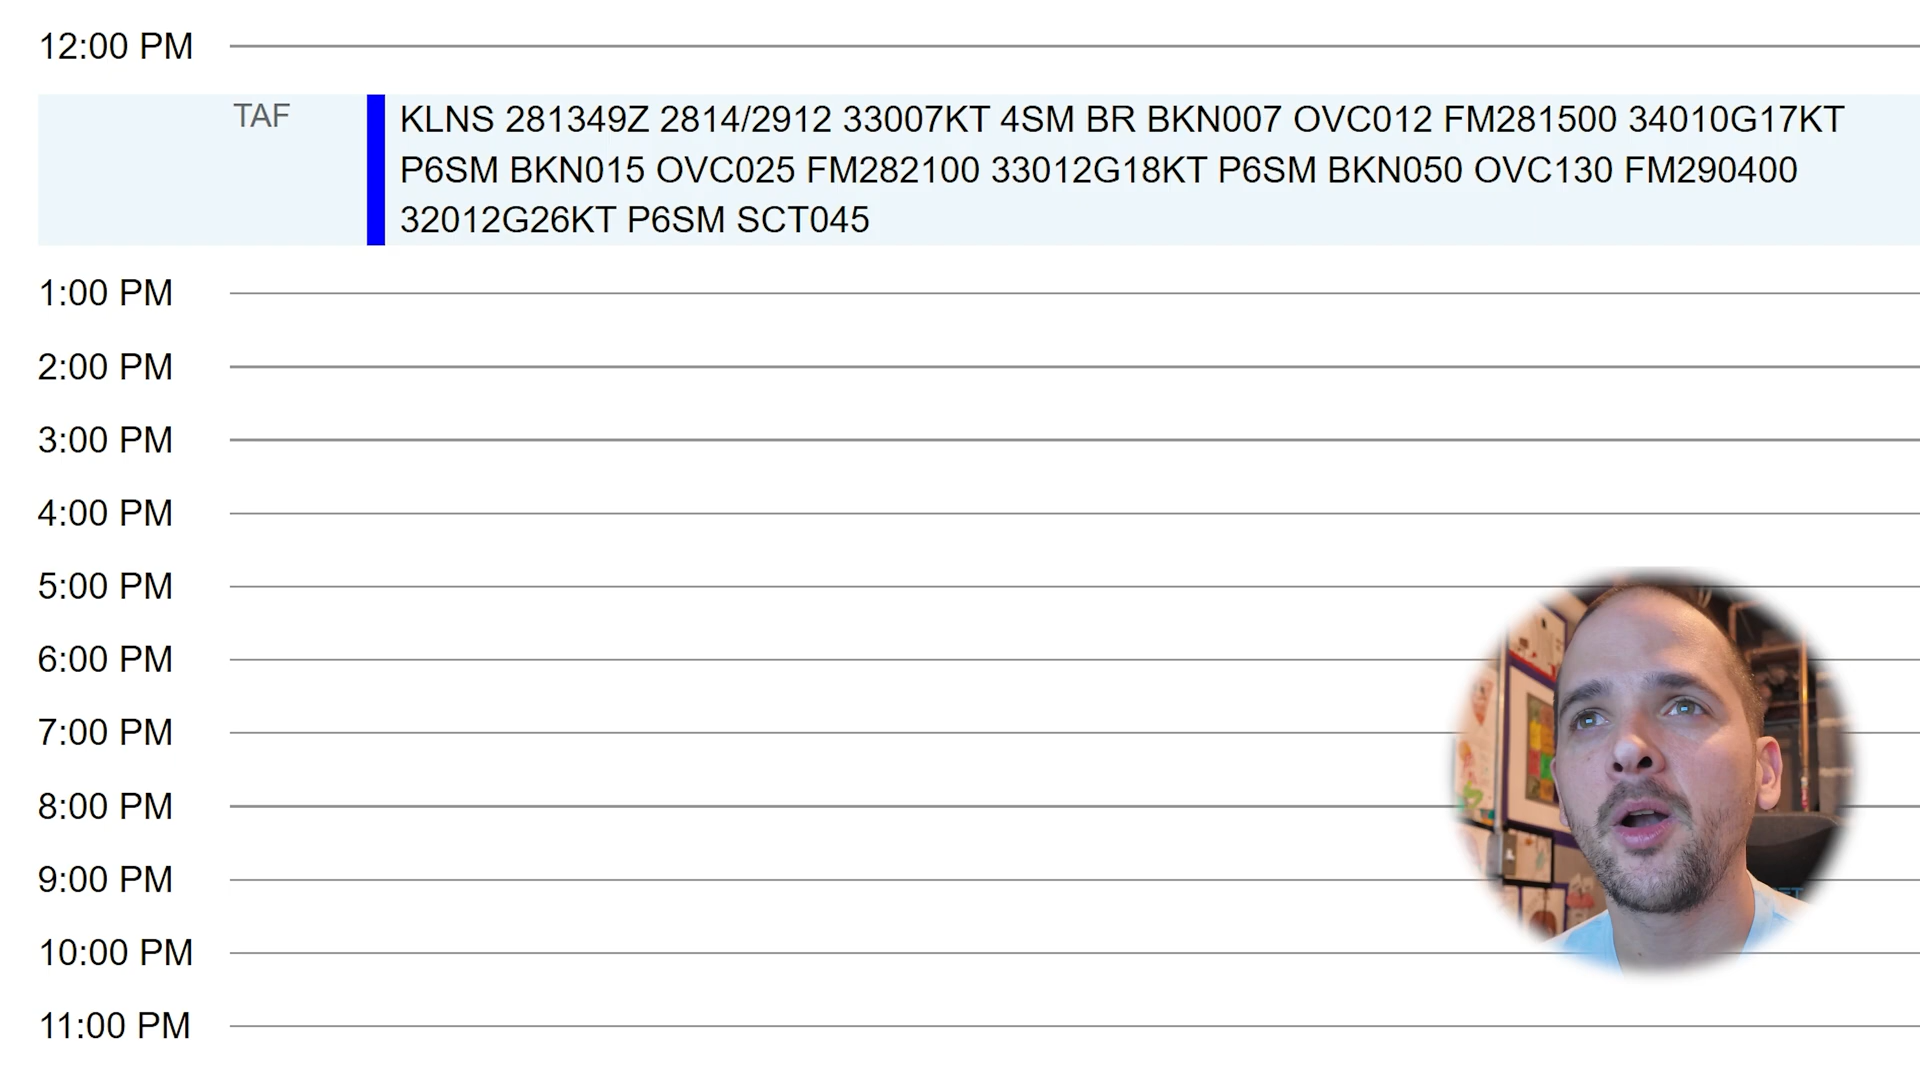 12:00 PM
TAF
KLNS 281349Z 2814/2912 33007KT 4SM BR BKN007 OVC012 FM281500 34010G17KT
P6SM BKN015 OVC025 FM282100 33012G18KT P6SM BKN050 OVC130 FM290400
32012G26KT P6SM SCT045
1:00 PM
2:00 PM
3:00 PM
4:00 PM
5:00 PM
6:00 PM
7:00 PM
8:00 PM
9:00 PM
10:00 PM
11:00 PM